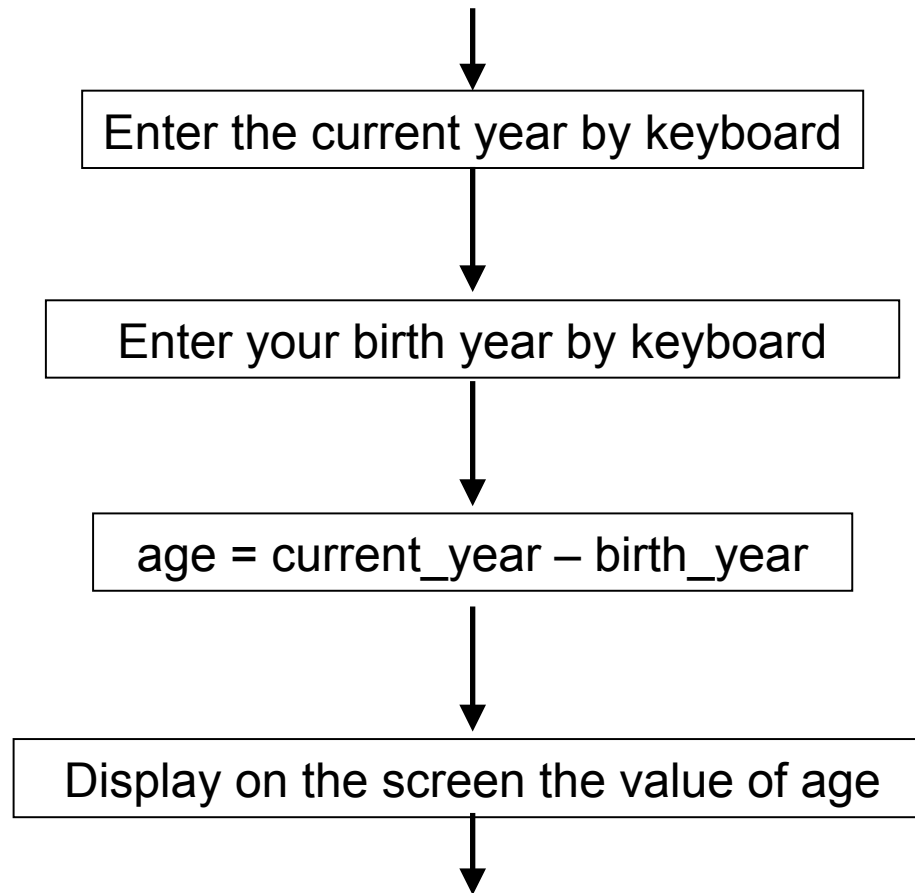 Enter the current year by keyboard
Enter your birth year by keyboard
age = current_year – birth_year
Display on the screen the value of age